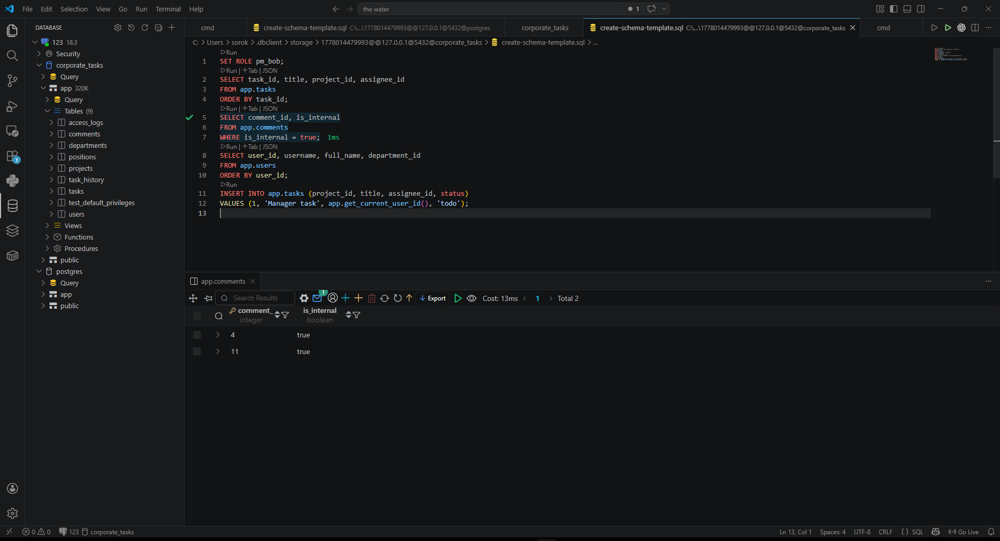 File Edit Selection View Go Run Terminal Help
the water
1
DATABASE
cmd
create-schema-template.sql C:\...\1778014479993@@127.0.0.1@5432@postgres
corporate_tasks
create-schema-template.sql C:\...\1778014479993@@127.0.0.1@5432@corporate_tasks
cmd
C: > Users > sorok > .dbclient > storage > 1778014479993@@127.0.0.1@5432@corporate_tasks > create-schema-template.sql > ...
123 18.3
Security
corporate_tasks
Query
app 320K
Query
Tables (9)
access_logs
comments
departments
positions
projects
task_history
tasks
test_default_privileges
users
Views
Functions
Procedures
public
postgres
Query
app
public
1
Run
1 SET ROLE pm_bob;
Run | +Tab | JSON
2 SELECT task_id, title, project_id, assignee_id
3 FROM app.tasks
4 ORDER BY task_id;
Run | +Tab | JSON
5 SELECT comment_id, is_internal
6 FROM app.comments
7 WHERE is_internal = true; 1ms
Run | +Tab | JSON
8 SELECT user_id, username, full_name, department_id
9 FROM app.users
10 ORDER BY user_id;
Run
11 INSERT INTO app.tasks (project_id, title, assignee_id, status)
12 VALUES (1, 'Manager task', app.get_current_user_id(), 'todo');
13
app.comments
Search Results
1
Export
Cost: 13ms < 1 > Total 2
comment_ is_internal
integer boolean
4 true
11 true
0 0 123 corporate_tasks
Ln 13, Col 1 Spaces: 4 UTF-8 CRLF { } SQL Go Live